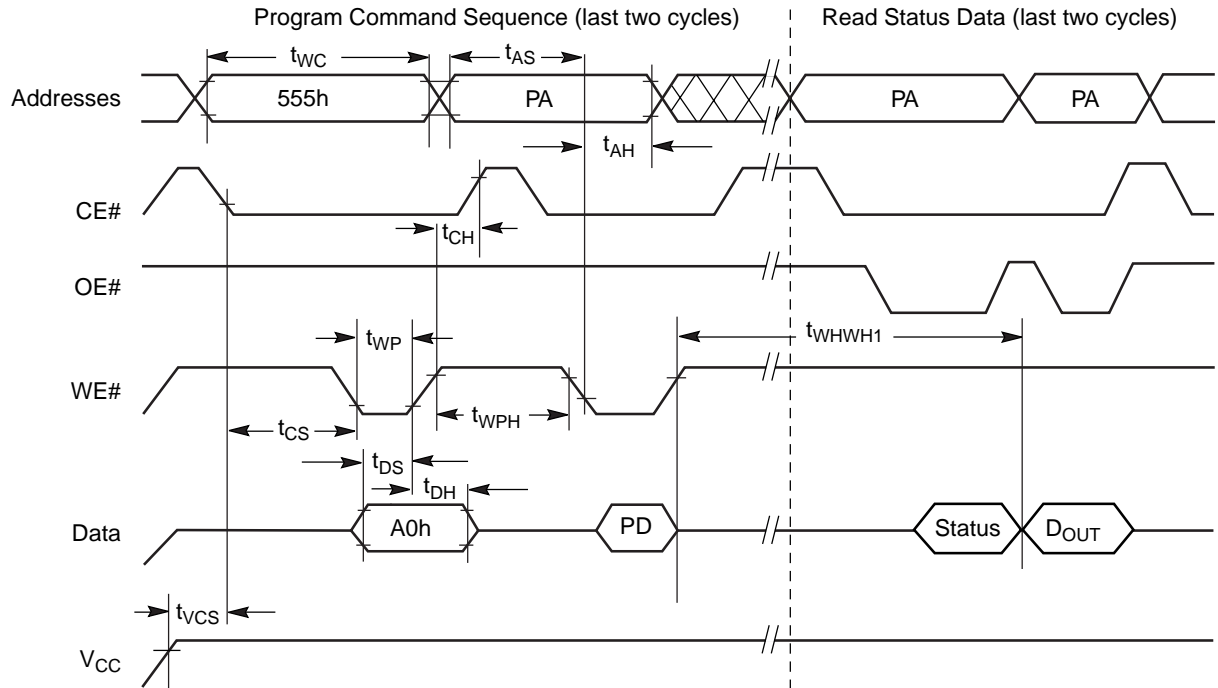 Program Command Sequence (last two cycles)
Read Status Data (last two cycles)
tWC
tAS
Addresses
555h
PA
PA
PA
tAH
CE#
tCH
OE#
tWP
tWHWH1
WE#
tWPH
tCS
tDS
tDH
Data
A0h
PD
Status
DOUT
tVCS
VCC